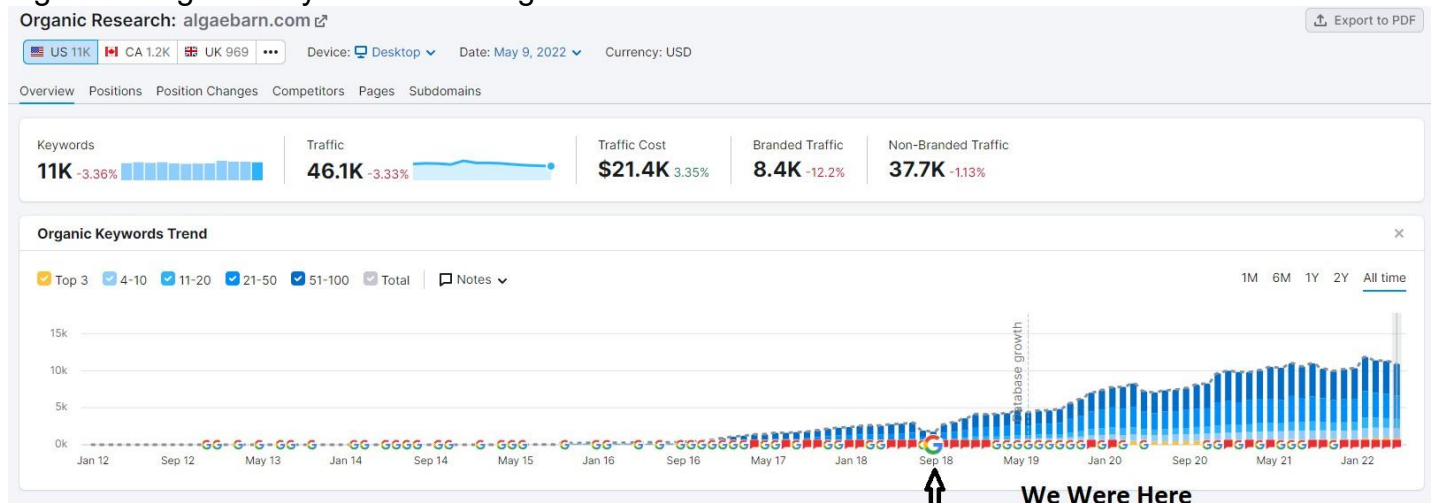 Organic Research: algaebarn.com
Export to PDF
US 11K CA 1.2K UK 969 ••• Device: Desktop Date: May 9, 2022 Currency: USD
Overview Positions Position Changes Competitors Pages Subdomains
Keywords Traffic Traffic Cost Branded Traffic Non-Branded Traffic
11K -3.36% 46.1K -3.33% $21.4K 3.35% 8.4K -12.2% 37.7K -1.13%
Organic Keywords Trend
Top 3 4-10 11-20 21-50 51-100 Total Notes 1M 6M 1Y 2Y All time
15k
10k
5k
0k
Database growth
Jan 12 Sep 12 May 13 Jan 14 Sep 14 May 15 Jan 16 Sep 16 May 17 Jan 18 Sep 18 May 19 Jan 20 Sep 20 May 21 Jan 22
We Were Here